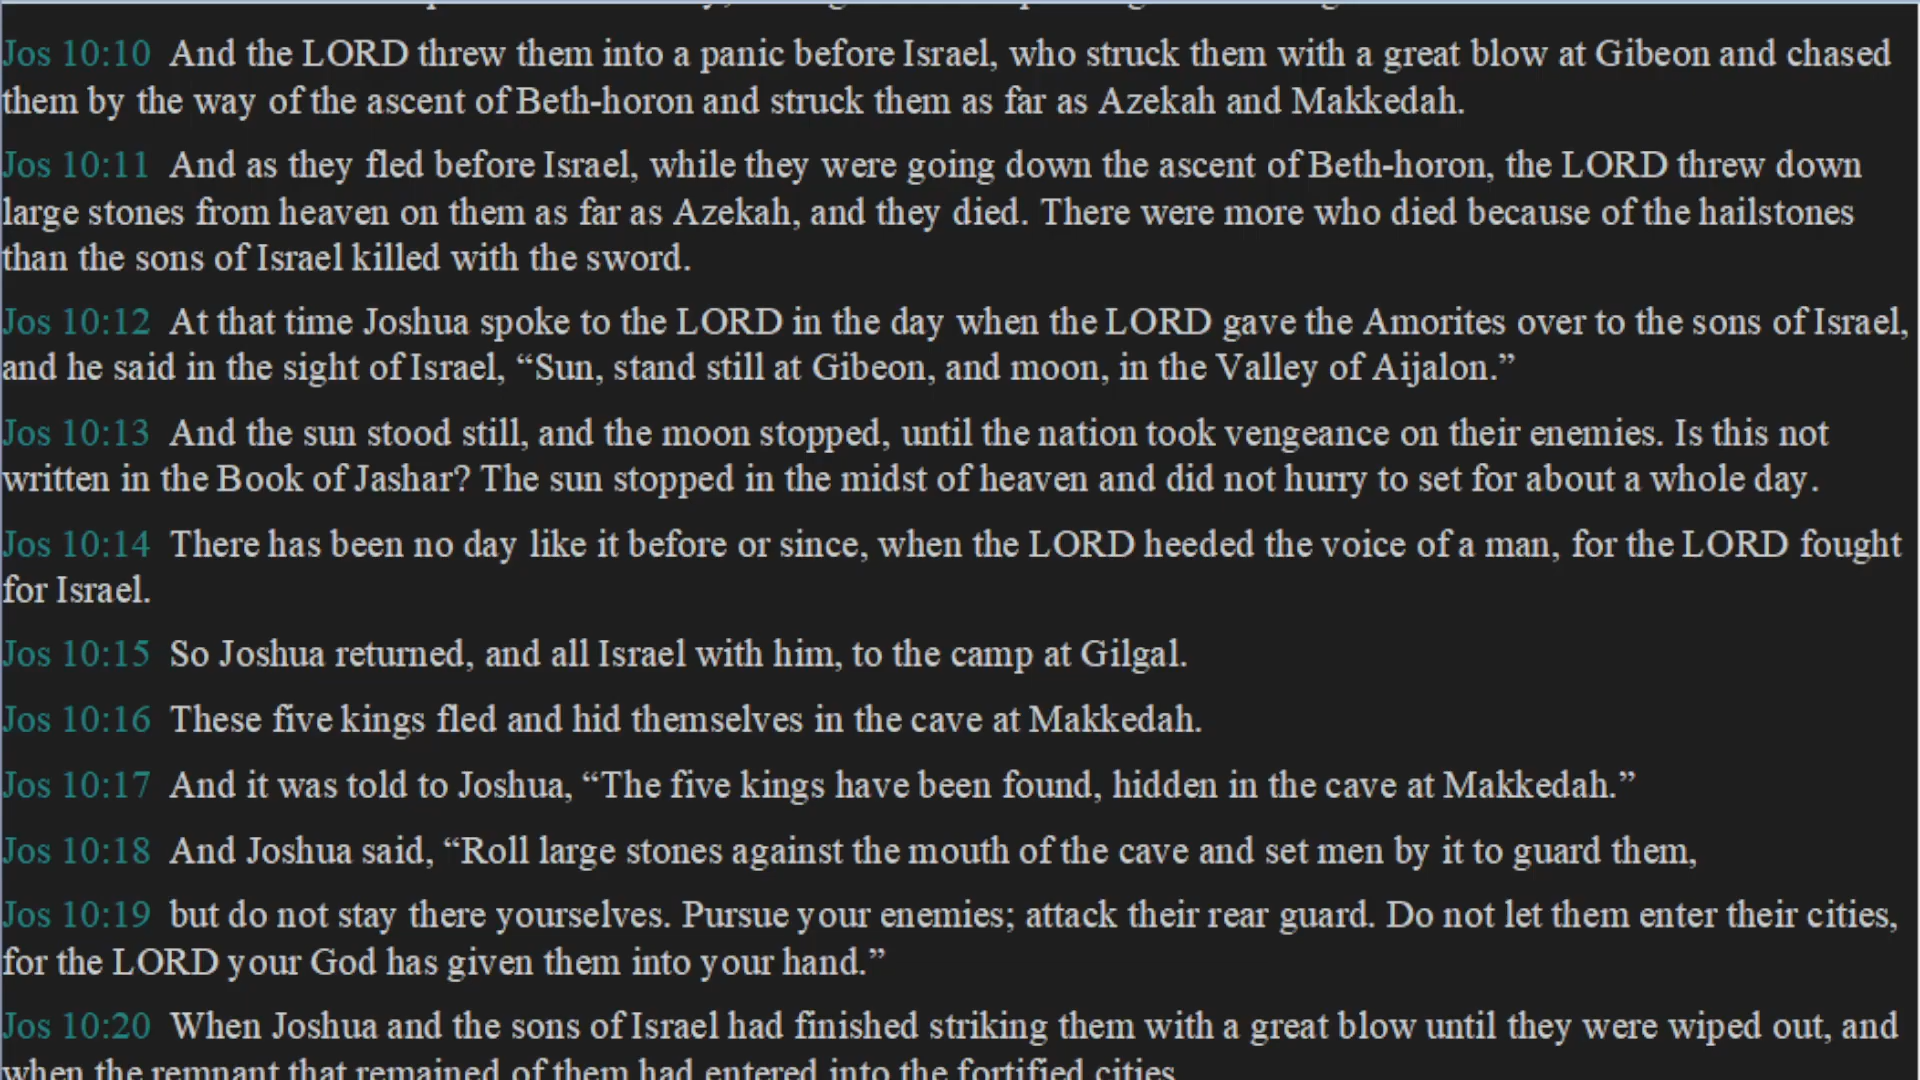 Jos 10:10 And the LORD threw them into a panic before Israel, who struck them with a great blow at Gibeon and chased
them by the way of the ascent of Beth-horon and struck them as far as Azekah and Makkedah.
Jos 10:11 And as they fled before Israel, while they were going down the ascent of Beth-horon, the LORD threw down
large stones from heaven on them as far as Azekah, and they died. There were more who died because of the hailstones
than the sons of Israel killed with the sword.
Jos 10:12 At that time Joshua spoke to the LORD in the day when the LORD gave the Amorites over to the sons of Israel,
and he said in the sight of Israel, “Sun, stand still at Gibeon, and moon, in the Valley of Aijalon.”
Jos 10:13 And the sun stood still, and the moon stopped, until the nation took vengeance on their enemies. Is this not
written in the Book of Jashar? The sun stopped in the midst of heaven and did not hurry to set for about a whole day.
Jos 10:14 There has been no day like it before or since, when the LORD heeded the voice of a man, for the LORD fought
for Israel.
Jos 10:15 So Joshua returned, and all Israel with him, to the camp at Gilgal.
Jos 10:16 These five kings fled and hid themselves in the cave at Makkedah.
Jos 10:17 And it was told to Joshua, “The five kings have been found, hidden in the cave at Makkedah.”
Jos 10:18 And Joshua said, “Roll large stones against the mouth of the cave and set men by it to guard them,
Jos 10:19 but do not stay there yourselves. Pursue your enemies; attack their rear guard. Do not let them enter their cities,
for the LORD your God has given them into your hand.”
Jos 10:20 When Joshua and the sons of Israel had finished striking them with a great blow until they were wiped out, and
when the remnant that remained of them had entered into the fortified cities